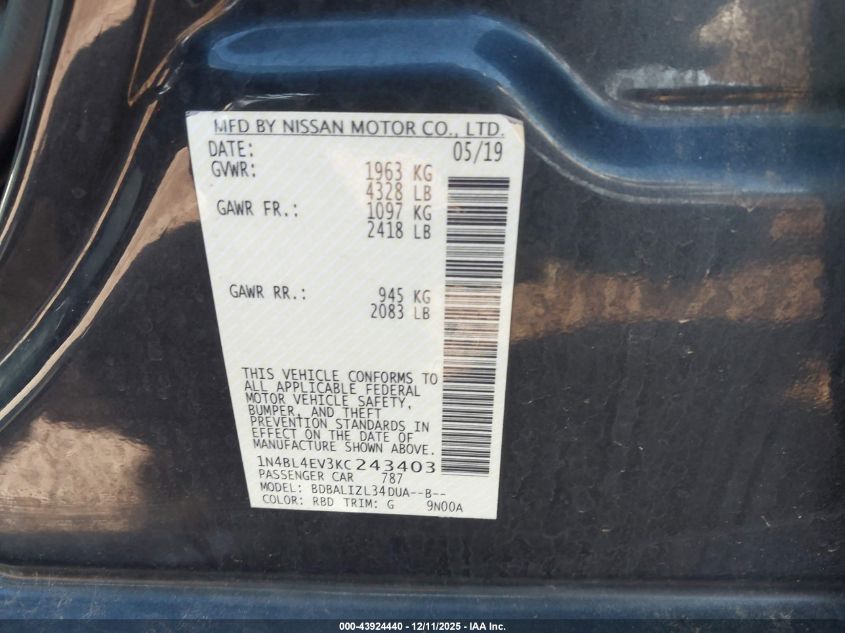 MFD BY NISSAN MOTOR CO., LTD.
DATE: 05/19
GVWR: 1963 KG
4328 LB
GAWR FR.: 1097 KG
2418 LB
GAWR RR.: 945 KG
2083 LB
THIS VEHICLE CONFORMS TO
ALL APPLICABLE FEDERAL
MOTOR VEHICLE SAFETY,
BUMPER, AND THEFT
PREVENTION STANDARDS IN
EFFECT ON THE DATE OF
MANUFACTURE SHOWN ABOVE.
1N4BL4EV3KC243403
PASSENGER CAR 787
MODEL: BDBALIZL34DUA--B--
COLOR: RBD TRIM: G 9N00A
000-43924440 - 12/11/2025 - IAA Inc.